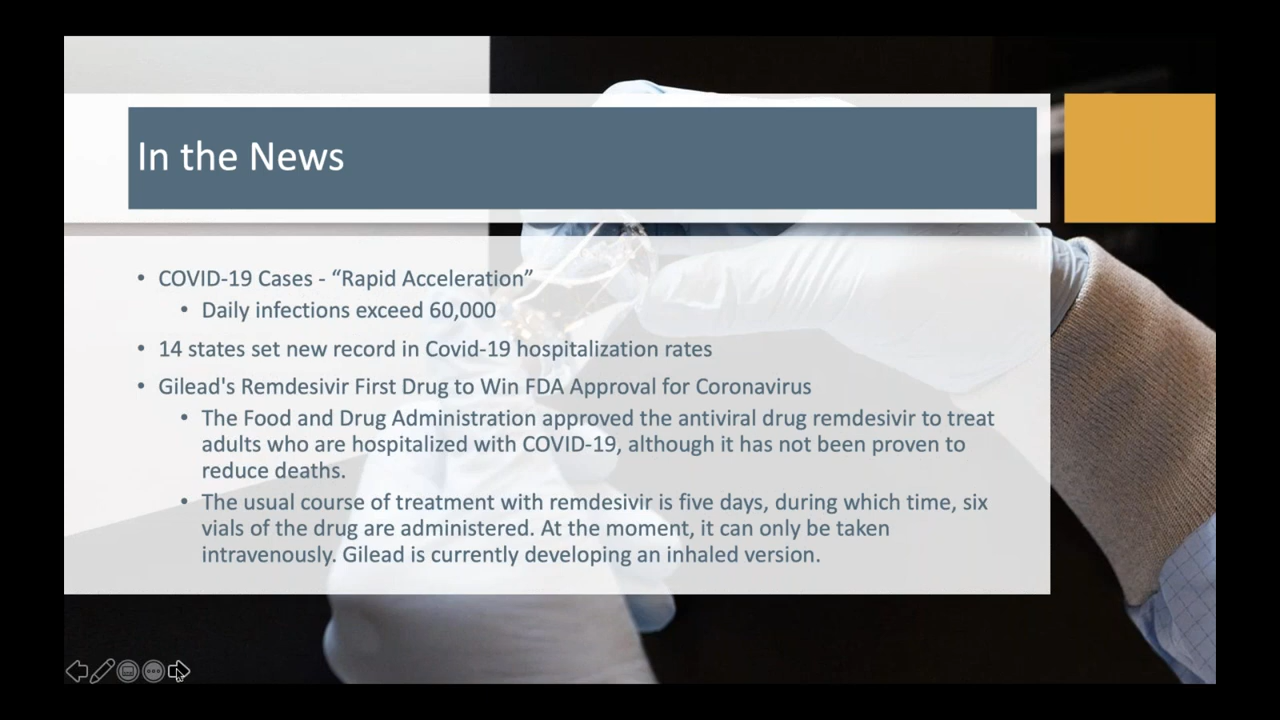 In the News
• COVID-19 Cases - “Rapid Acceleration”
• Daily infections exceed 60,000
• 14 states set new record in Covid-19 hospitalization rates
• Gilead's Remdesivir First Drug to Win FDA Approval for Coronavirus
• The Food and Drug Administration approved the antiviral drug remdesivir to treat
adults who are hospitalized with COVID-19, although it has not been proven to
reduce deaths.
• The usual course of treatment with remdesivir is five days, during which time, six
vials of the drug are administered. At the moment, it can only be taken
intravenously. Gilead is currently developing an inhaled version.